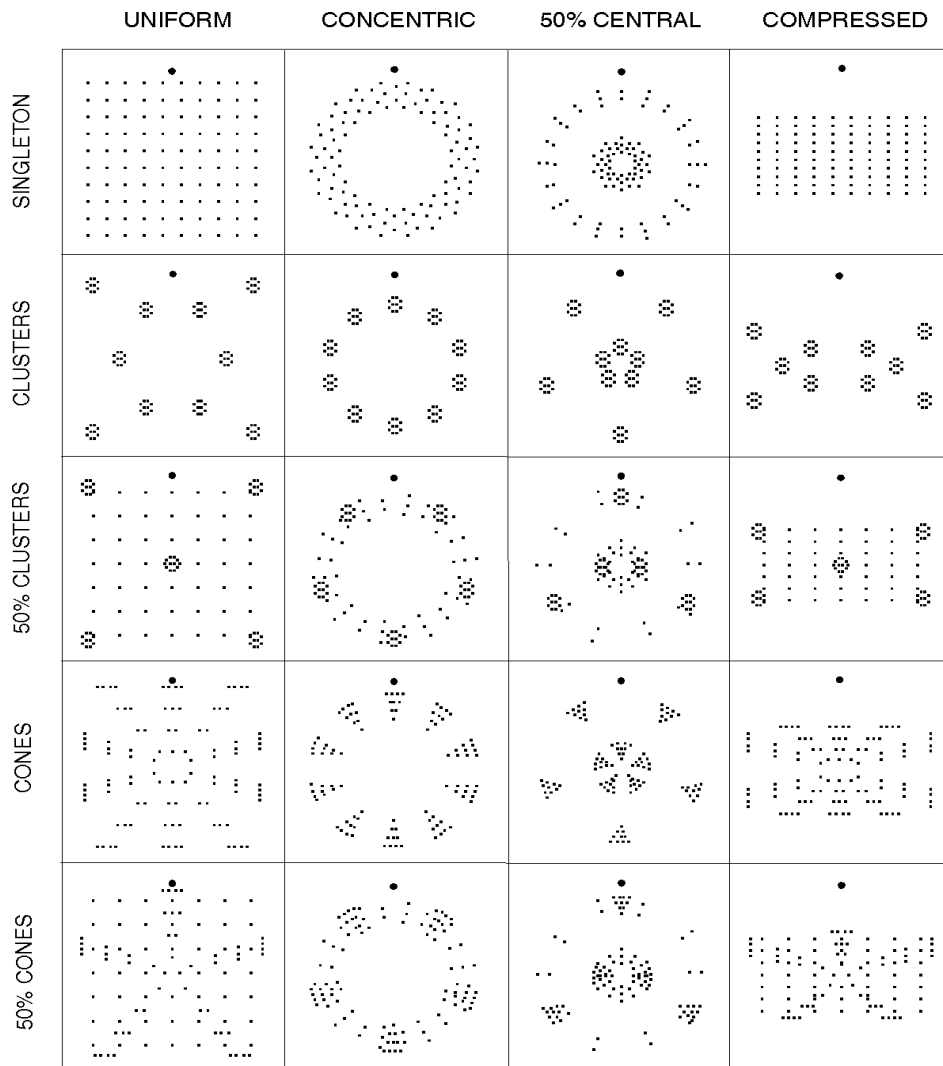 UNIFORM CONCENTRIC 50% CENTRAL COMPRESSED
SINGLETON
CLUSTERS
50% CLUSTERS
CONES
50% CONES